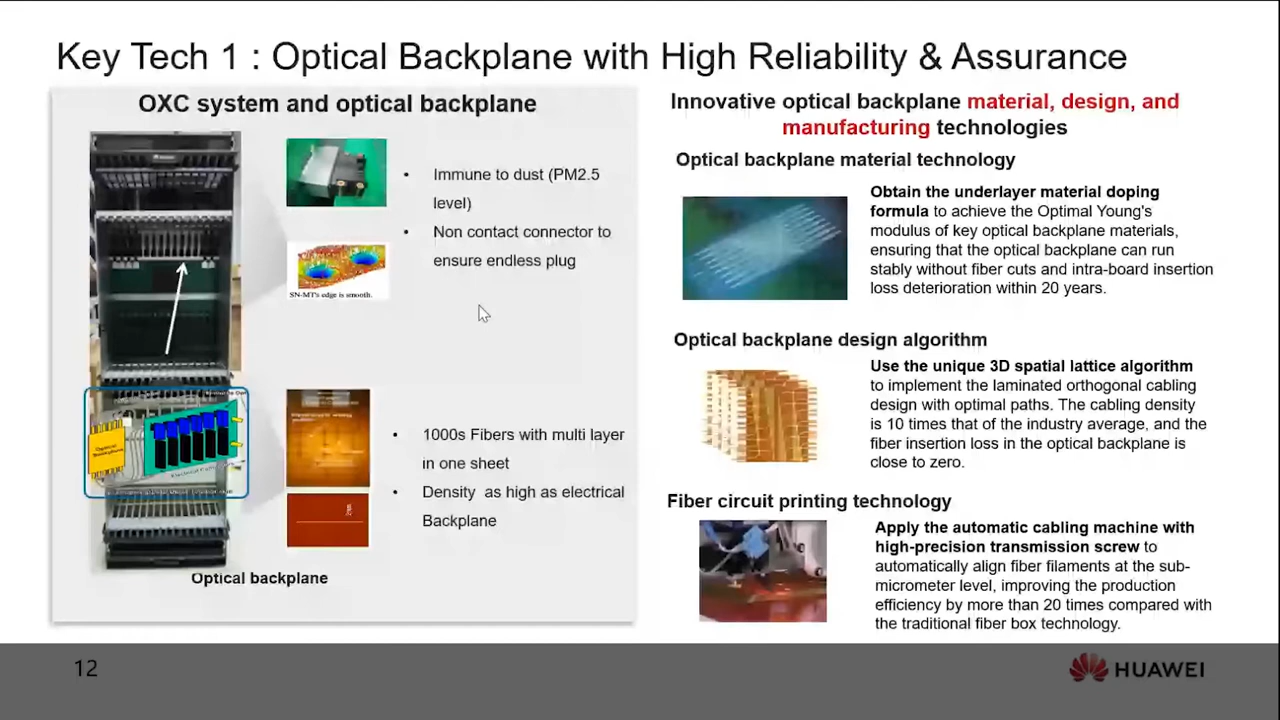 Key Tech 1 : Optical Backplane with High Reliability & Assurance
OXC system and optical backplane
• Immune to dust (PM2.5
level)
• Non contact connector to
ensure endless plug
SN-MT's edge is smooth.
• 1000s Fibers with multi layer
in one sheet
• Density as high as electrical
Backplane
Optical backplane
Innovative optical backplane material, design, and
manufacturing technologies
Optical backplane material technology
Obtain the underlayer material doping
formula to achieve the Optimal Young's
modulus of key optical backplane materials,
ensuring that the optical backplane can run
stably without fiber cuts and intra-board insertion
loss deterioration within 20 years.
Optical backplane design algorithm
Use the unique 3D spatial lattice algorithm
to implement the laminated orthogonal cabling
design with optimal paths. The cabling density
is 10 times that of the industry average, and the
fiber insertion loss in the optical backplane is
close to zero.
Fiber circuit printing technology
Apply the automatic cabling machine with
high-precision transmission screw to
automatically align fiber filaments at the sub-
micrometer level, improving the production
efficiency by more than 20 times compared with
the traditional fiber box technology.
12
HUAWEI